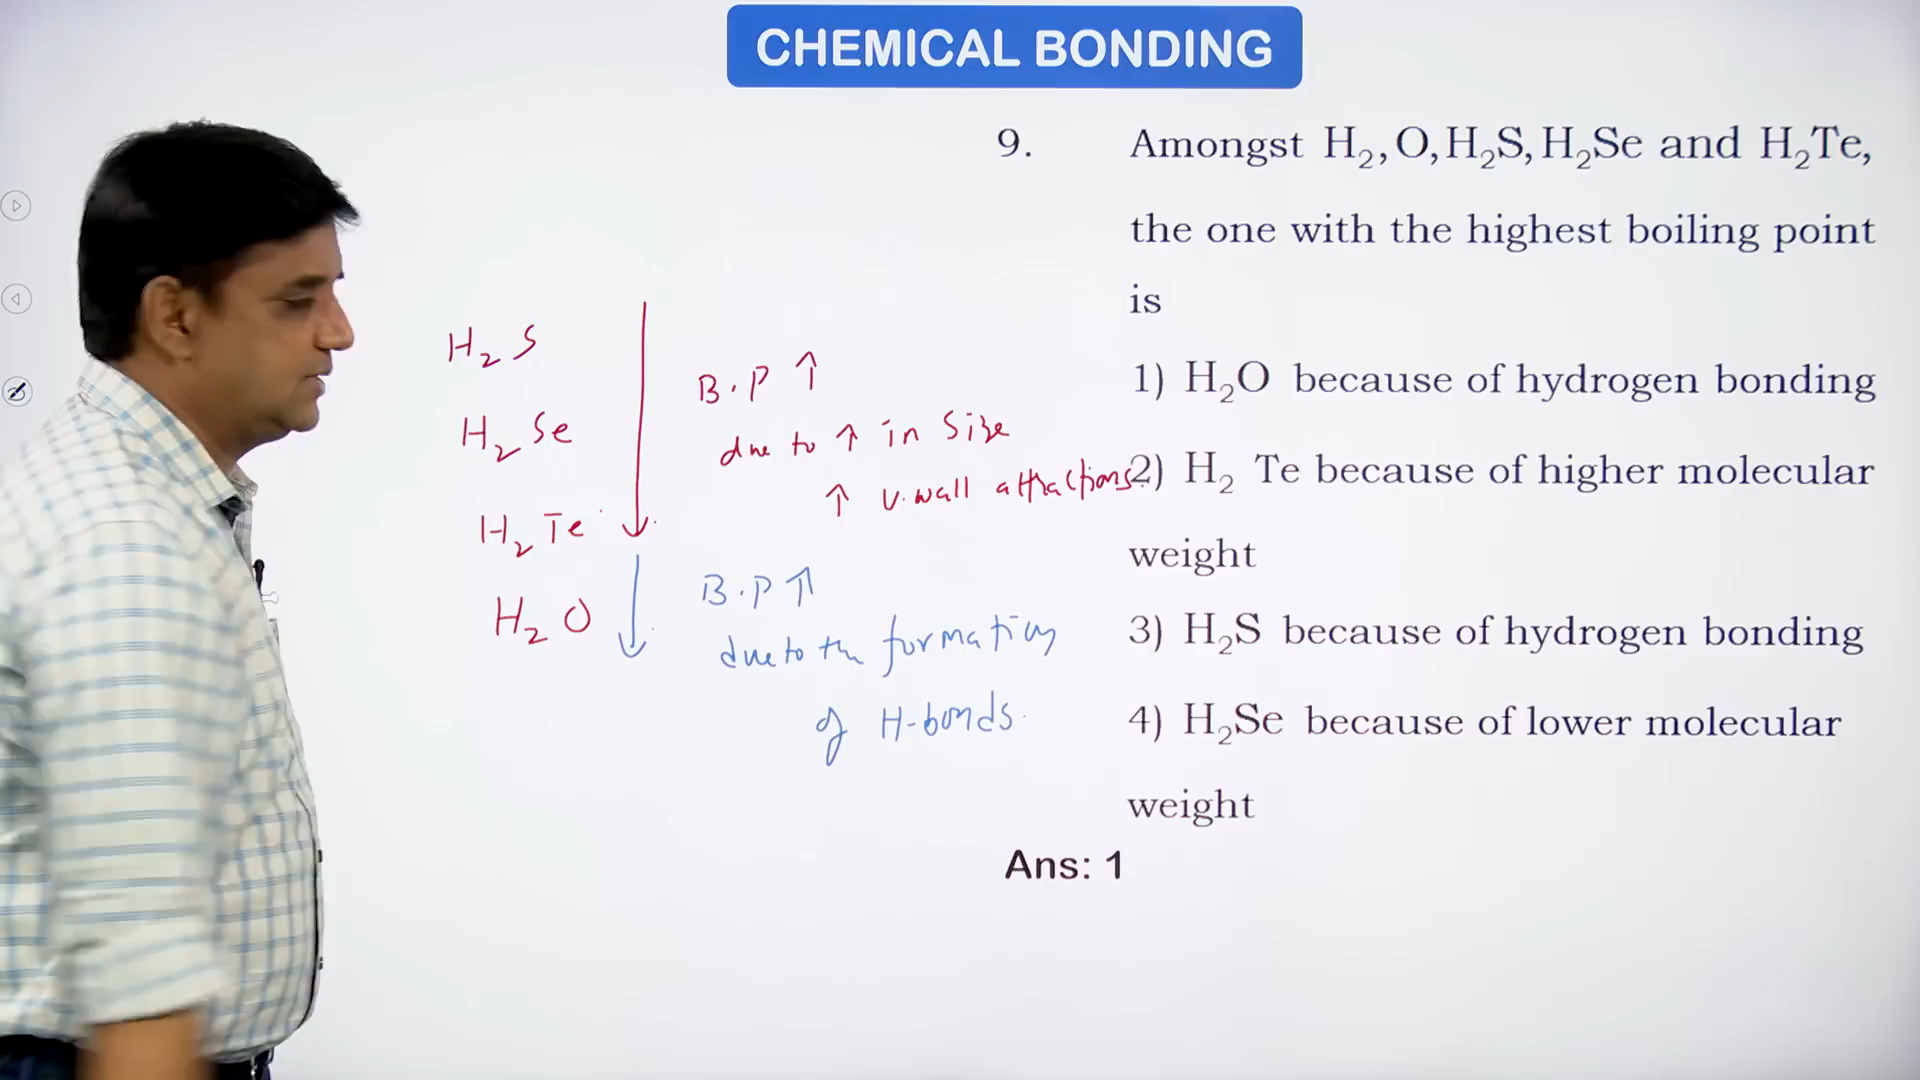 CHEMICAL BONDING
9. Amongst H₂,O,H₂S,H₂Se and H₂Te,
the one with the highest boiling point
is
1) H₂O because of hydrogen bonding
2) H₂ Te because of higher molecular
weight
3) H₂S because of hydrogen bonding
4) H₂Se because of lower molecular
weight
Ans: 1
H₂S
H₂Se
H₂Te
H₂O
B.P ↑
due to ↑ in Size
↑ v.wall attractions
B.P ↑
due to the formation
of H-bonds.